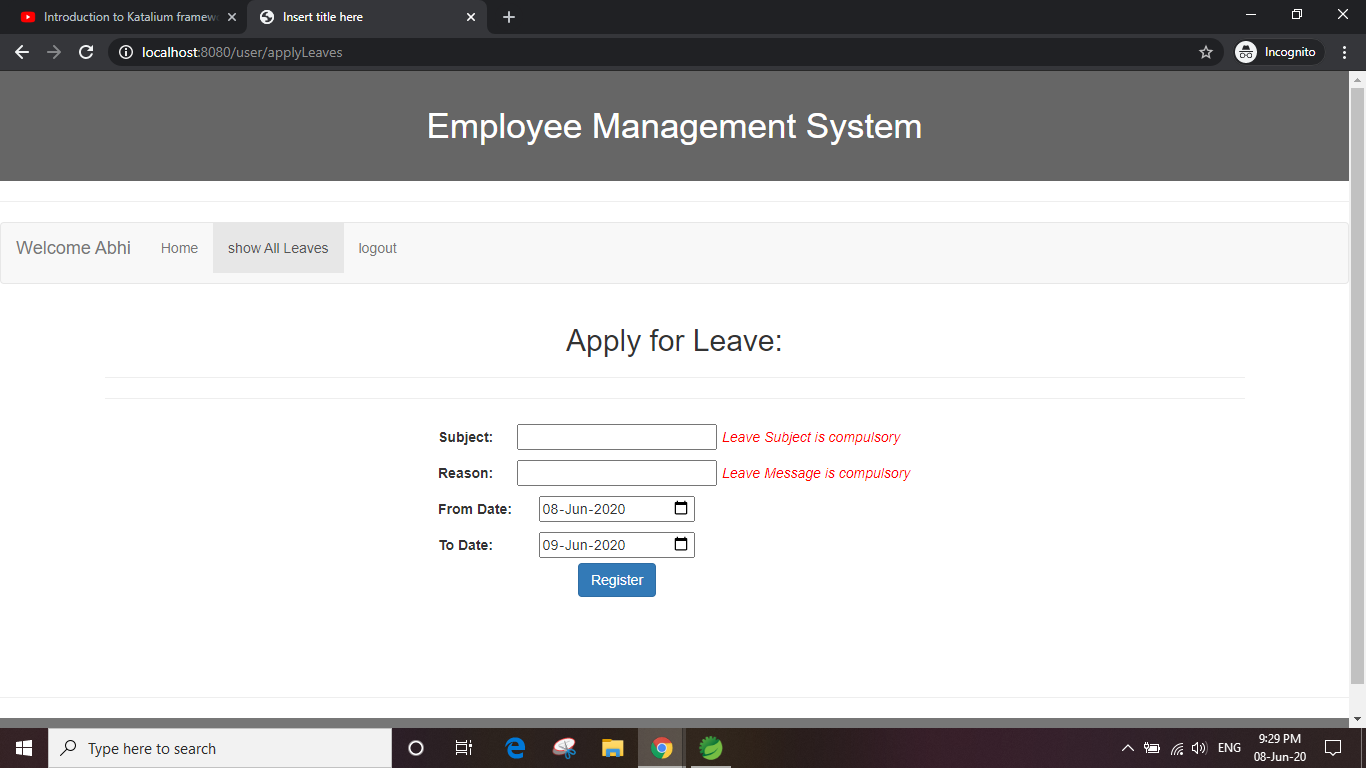 Introduction to Katalium framew
Insert title here
localhost:8080/user/applyLeaves
Incognito
Employee Management System
Welcome Abhi Home show All Leaves logout
Apply for Leave:
Subject: Leave Subject is compulsory
Reason: Leave Message is compulsory
From Date: 08-Jun-2020
To Date: 09-Jun-2020
Register
Type here to search
ENG
9:29 PM
08-Jun-20